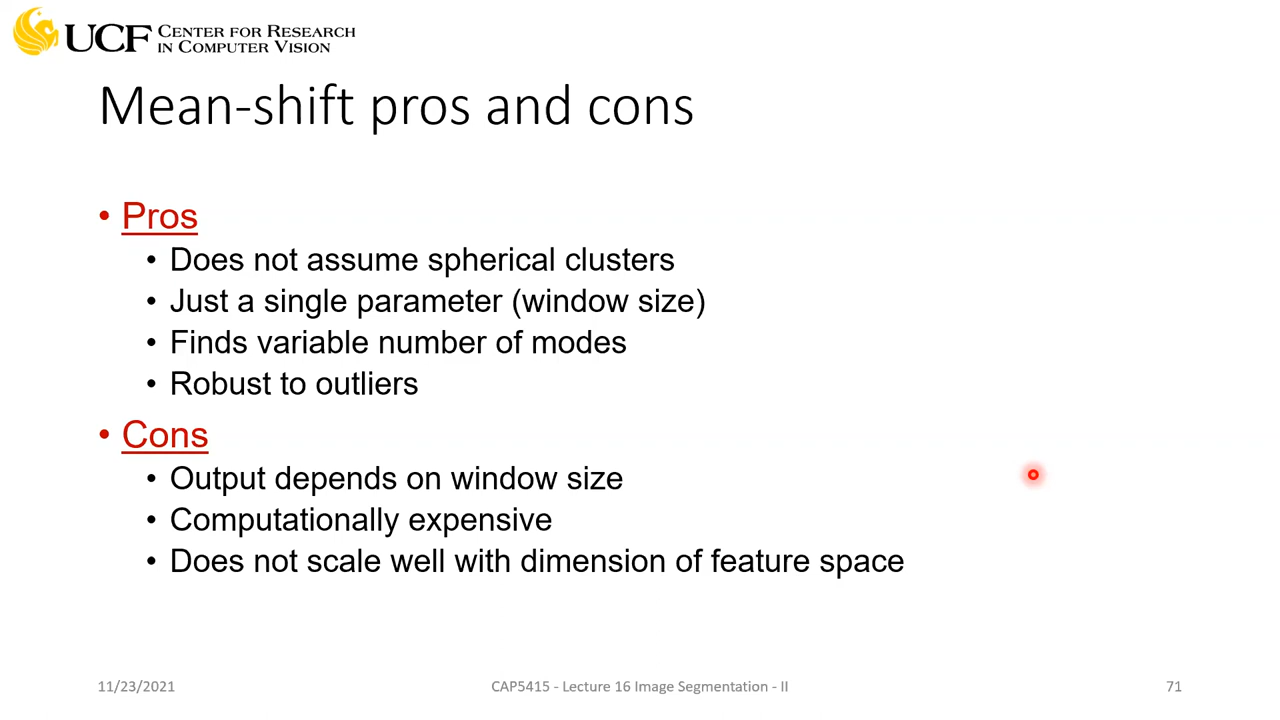 UCF CENTER FOR RESEARCH
IN COMPUTER VISION
Mean-shift pros and cons
• Pros
• Does not assume spherical clusters
• Just a single parameter (window size)
• Finds variable number of modes
• Robust to outliers
• Cons
• Output depends on window size
• Computationally expensive
• Does not scale well with dimension of feature space
11/23/2021
CAP5415 - Lecture 16 Image Segmentation - II
71